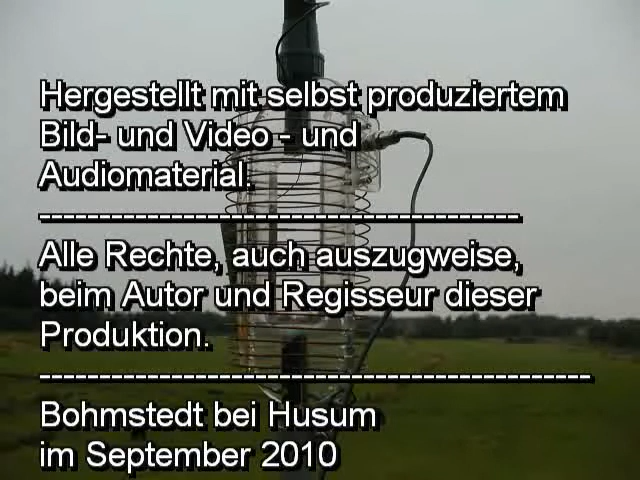 Hergestellt mit selbst produziertem
Bild- und Video - und
Audiomaterial.
----------------------------------------
Alle Rechte, auch auszugweise,
beim Autor und Regisseur dieser
Produktion.
----------------------------------------------
Bohmstedt bei Husum
im September 2010